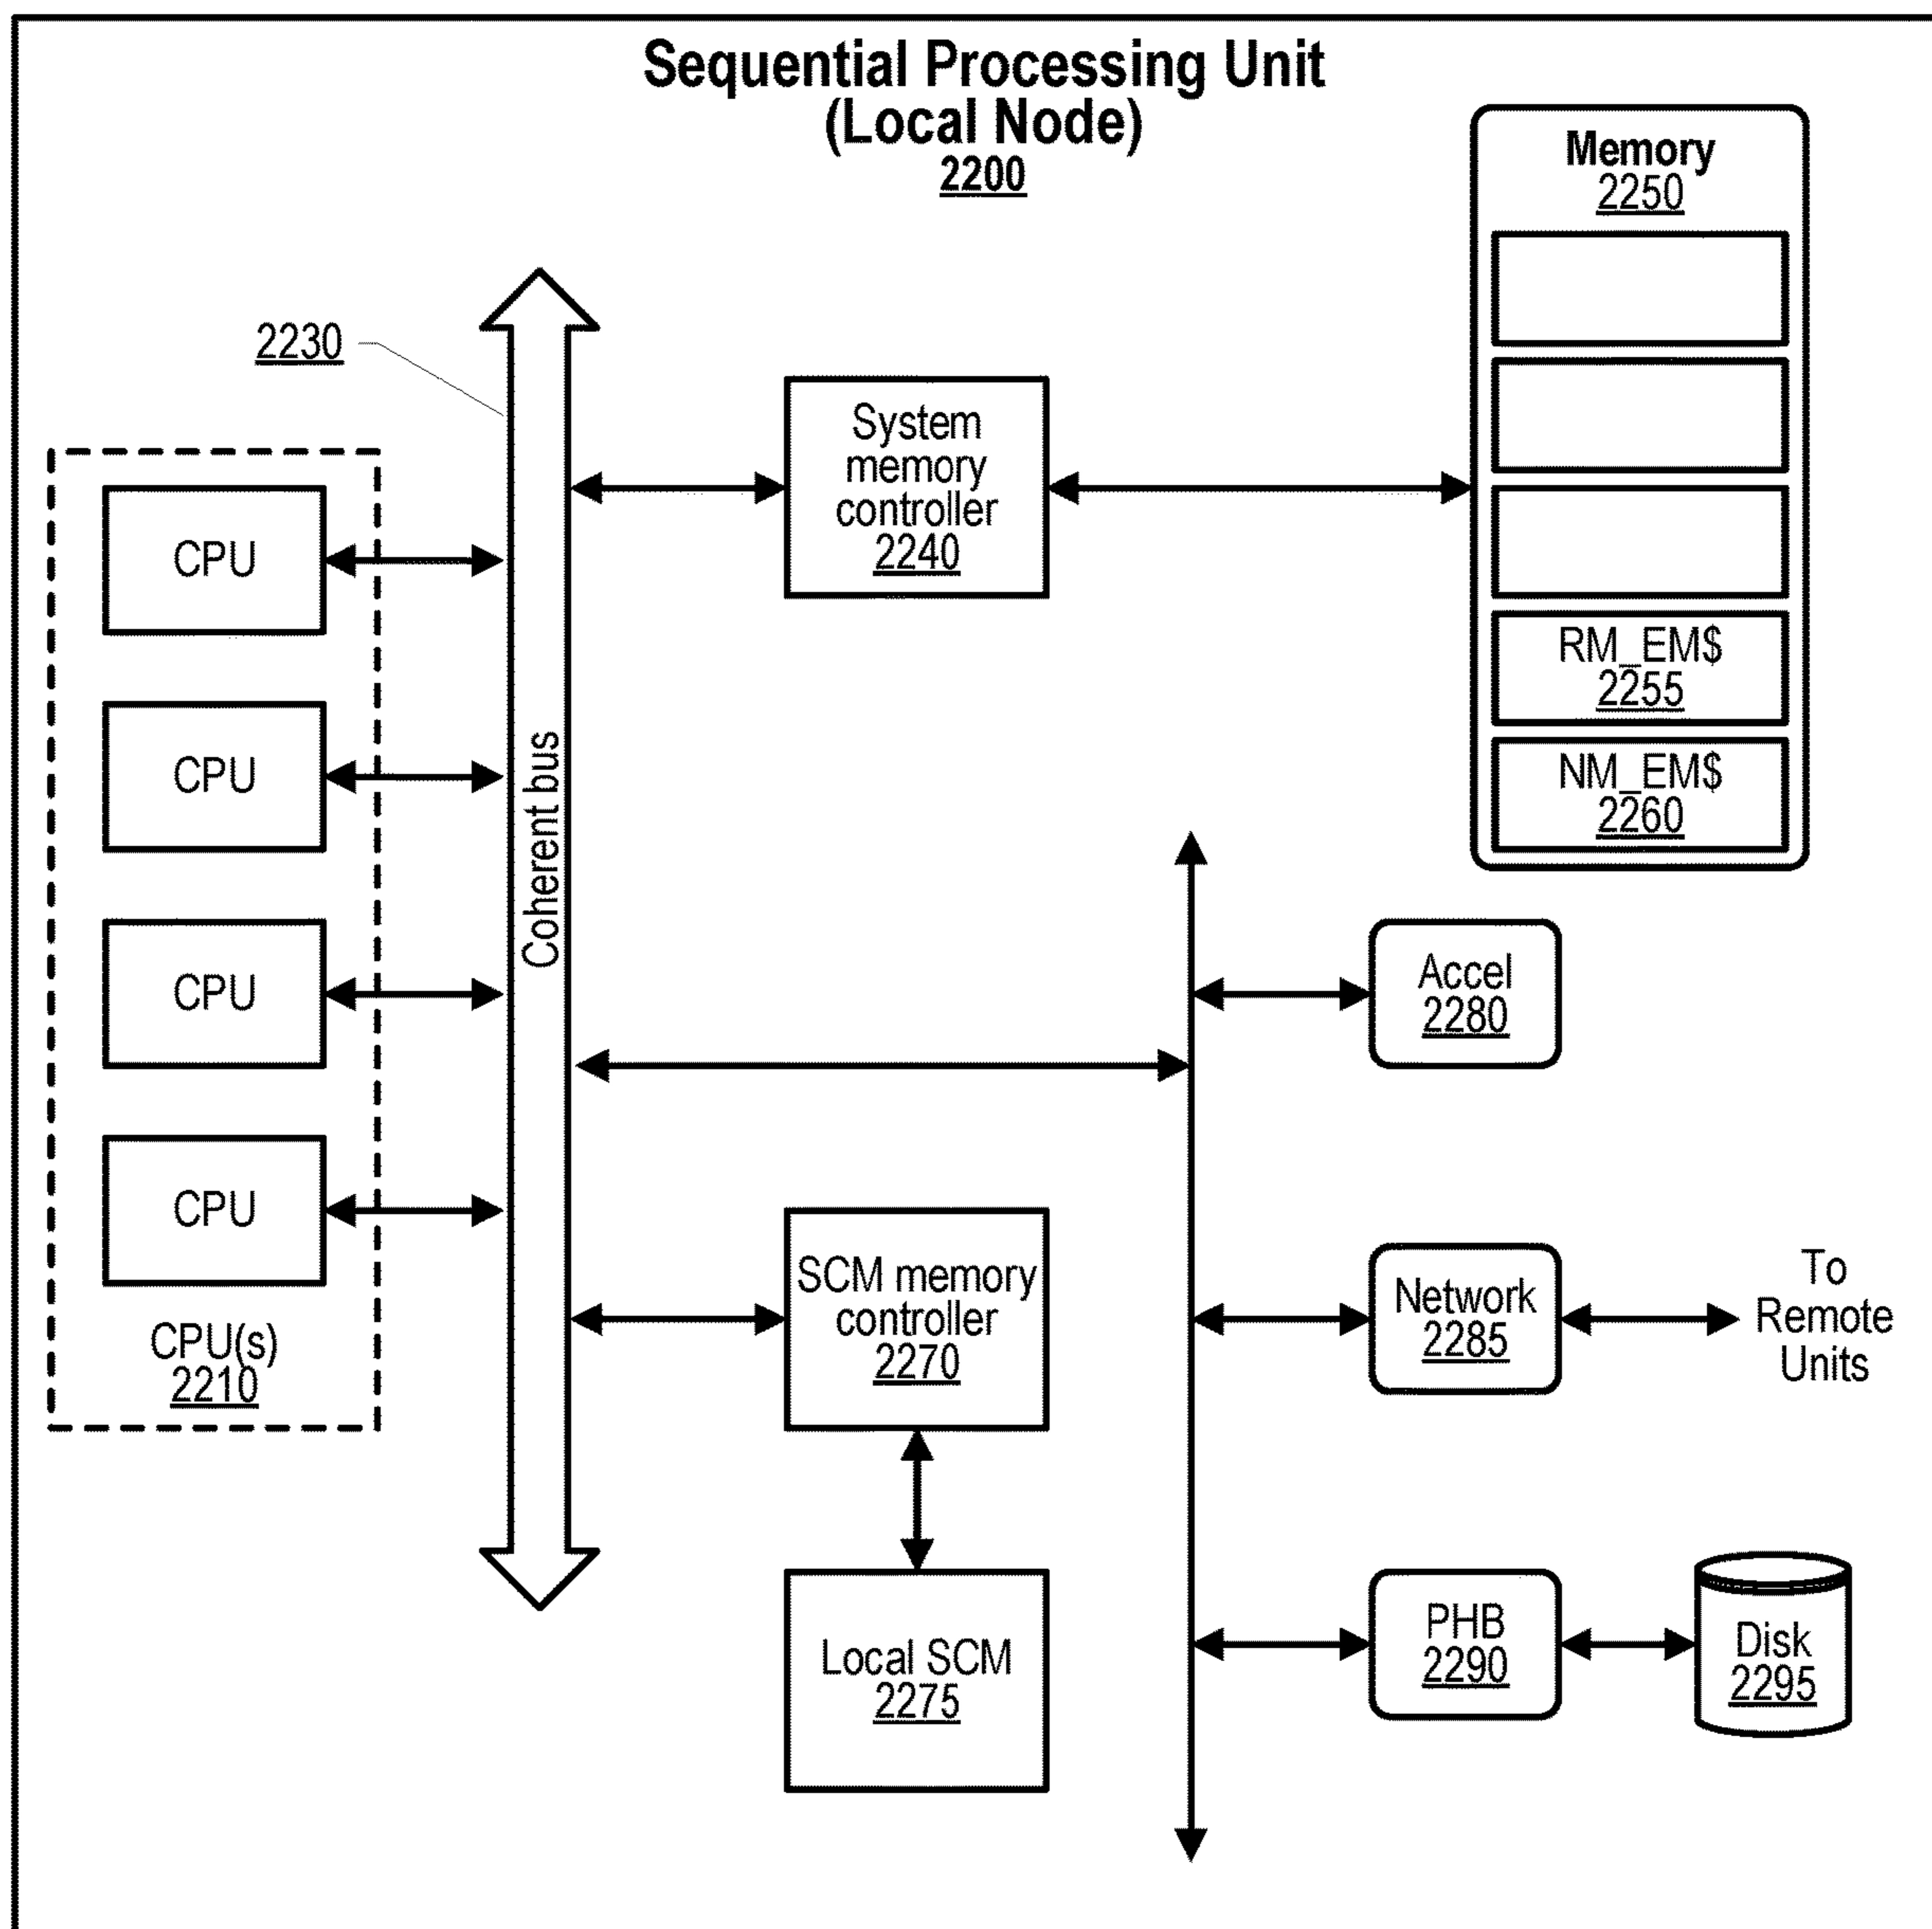 Sequential Processing Unit
(Local Node)
2200
Memory
2250
2230
System
memory
controller
2240
CPU
RM_EM$
2255
CPU
NM_EM$
2260
Coherent bus
CPU
Accel
2280
CPU
SCM memory
controller
2270
Network
2285
To
Remote
Units
CPU(s)
2210
Local SCM
2275
PHB
2290
Disk
2295